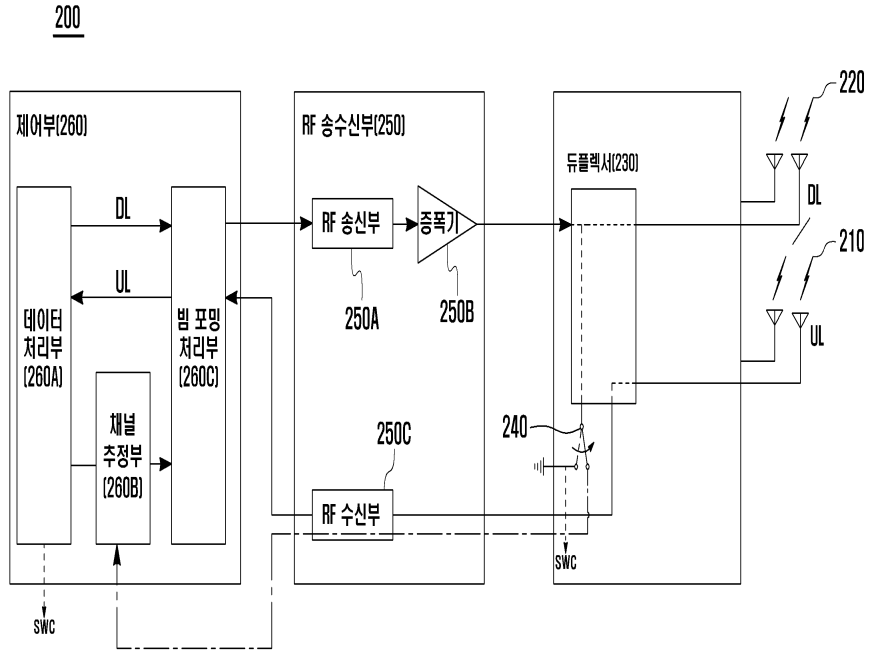 200
제어부(260)
RF 송수신부(250)
듀플렉서(230)
220
DL
210
UL
DL
UL
데이터
처리부
(260A)
채널
추정부
(260B)
빔 포밍
처리부
(260C)
RF 송신부
250A
증폭기
250B
250C
RF 수신부
240
SWC
SWC